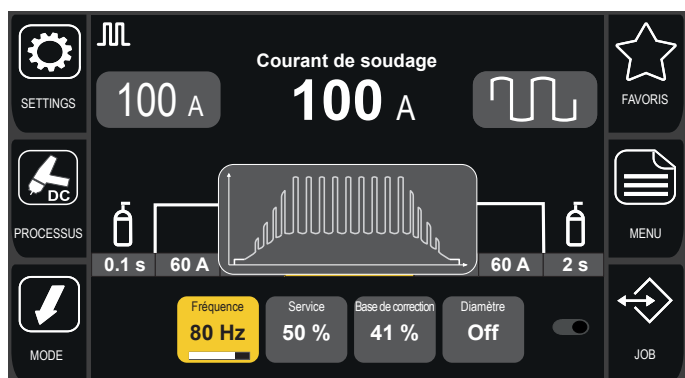 SETTINGS
PROCESSUS
DC
MODE
Courant de soudage
100 A
100 A
0.1 s
60 A
60 A
2 s
Fréquence
80 Hz
Service
50 %
Base de correction
41 %
Diamètre
Off
FAVORIS
MENU
JOB